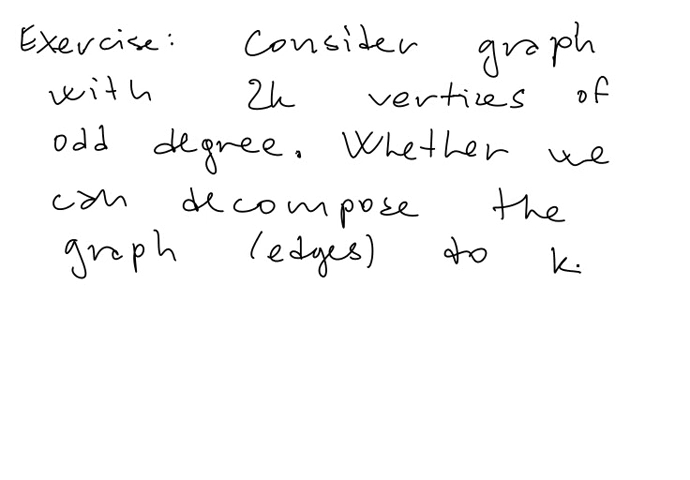 Exercise: Consider graph
with 2k vertices of
odd degree. Whether we
can decompose the
graph (edges) to k.